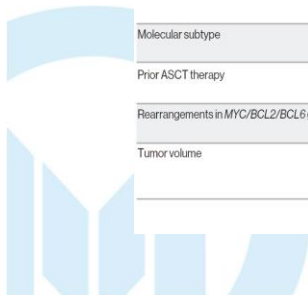 Molecular subtype
Prior ASCT therapy
Rearrangements in MYC/BCL2/BCL6
Tumor volume